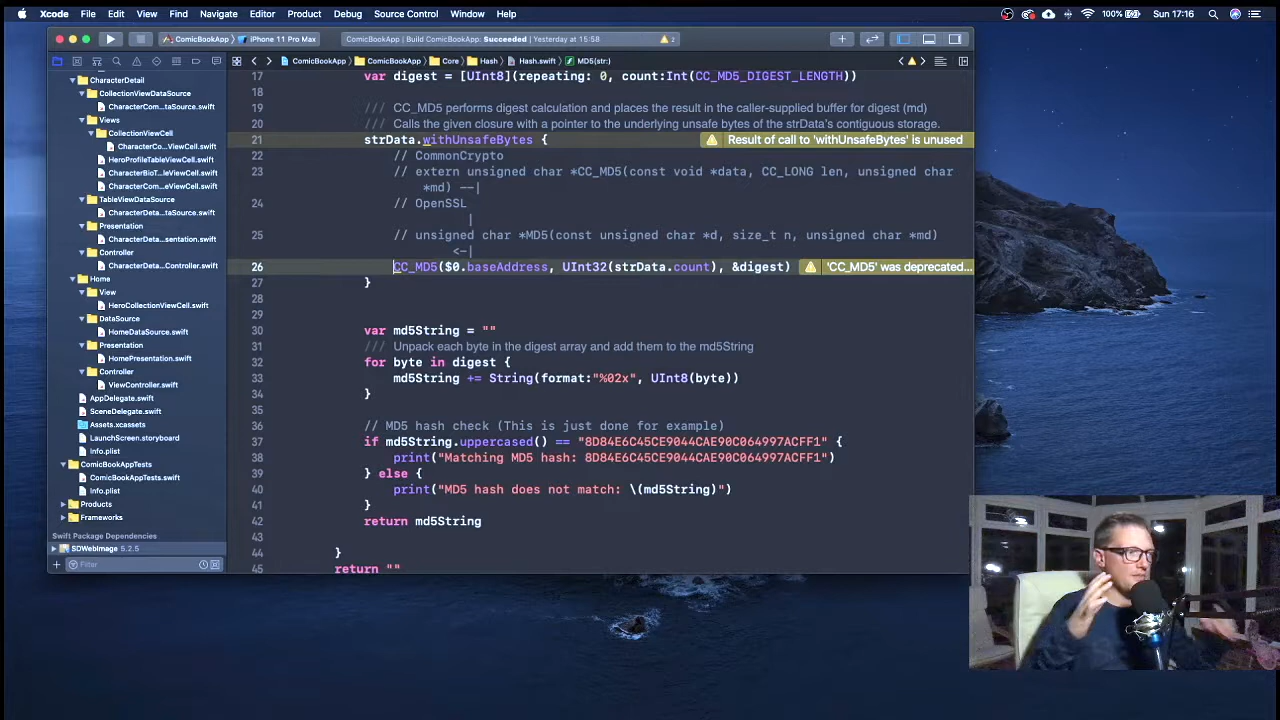 Xcode File Edit View Find Navigate Editor Product Debug Source Control Window Help
100% Sun 17:16
ComicBookApp iPhone 11 Pro Max
ComicBookApp | Build ComicBookApp: Succeeded | Yesterday at 15:58
2
ComicBookApp ComicBookApp Core Hash Hash.swift MD5(str:)
CharacterDetail
CollectionViewDataSource
CharacterCom...taSource.swift
Views
CollectionViewCell
CharacterCo...ViewCell.swift
HeroProfileTableViewCell.swift
CharacterBioT...leViewCell.swift
CharacterCom...ViewCell.swift
TableViewDataSource
CharacterDeta...taSource.swift
Presentation
CharacterDeta...sentation.swift
Controller
CharacterDeta...Controller.swift
Home
View
HeroCollectionViewCell.swift
DataSource
HomeDataSource.swift
Presentation
HomePresentation.swift
Controller
ViewController.swift
AppDelegate.swift
SceneDelegate.swift
Assets.xcassets
LaunchScreen.storyboard
Info.plist
ComicBookAppTests
ComicBookAppTests.swift
Info.plist
Products
Frameworks
Swift Package Dependencies
SDWebImage 5.2.5
Filter
17 var digest = [UInt8](repeating: 0, count:Int(CC_MD5_DIGEST_LENGTH))
18
19 /// CC_MD5 performs digest calculation and places the result in the caller-supplied buffer for digest (md)
20 /// Calls the given closure with a pointer to the underlying unsafe bytes of the strData's contiguous storage.
21 strData.withUnsafeBytes { Result of call to 'withUnsafeBytes' is unused
22 // CommonCrypto
23 // extern unsigned char *CC_MD5(const void *data, CC_LONG len, unsigned char
*md) --|
24 // OpenSSL
|
25 // unsigned char *MD5(const unsigned char *d, size_t n, unsigned char *md)
<-|
26 CC_MD5($0.baseAddress, UInt32(strData.count), &digest) 'CC_MD5' was deprecated...
27 }
28
29
30 var md5String = ""
31 /// Unpack each byte in the digest array and add them to the md5String
32 for byte in digest {
33 md5String += String(format:"%02x", UInt8(byte))
34 }
35
36 // MD5 hash check (This is just done for example)
37 if md5String.uppercased() == "8D84E6C45CE9044CAE90C064997ACFF1" {
38 print("Matching MD5 hash: 8D84E6C45CE9044CAE90C064997ACFF1")
39 } else {
40 print("MD5 hash does not match: \(md5String)")
41 }
42 return md5String
43
44 }
45 return ""